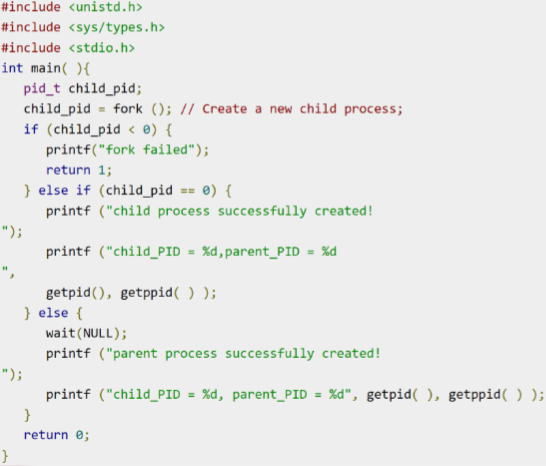 #include <unistd.h>
#include <sys/types.h>
#include <stdio.h>
int main( ){
   pid_t child_pid;
   child_pid = fork (); // Create a new child process;
   if (child_pid < 0) {
      printf("fork failed");
      return 1;
   } else if (child_pid == 0) {
      printf ("child process successfully created!
");
      printf ("child_PID = %d,parent_PID = %d
",
      getpid(), getppid( ) );
   } else {
      wait(NULL);
      printf ("parent process successfully created!
");
      printf ("child_PID = %d, parent_PID = %d", getpid( ), getppid( ) );
   }
   return 0;
}